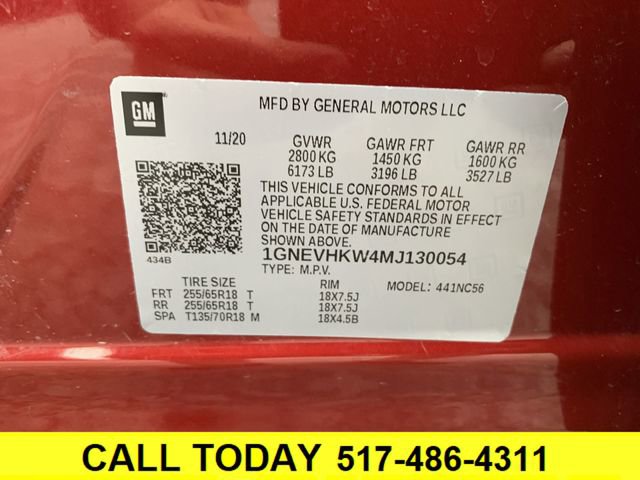 GM
MFD BY GENERAL MOTORS LLC
11/20 GVWR GAWR FRT GAWR RR
2800 KG 1450 KG 1600 KG
6173 LB 3196 LB 3527 LB
THIS VEHICLE CONFORMS TO ALL
APPLICABLE U.S. FEDERAL MOTOR
VEHICLE SAFETY STANDARDS IN EFFECT
ON THE DATE OF MANUFACTURE
SHOWN ABOVE.
434B 1GNEVHKW4MJ130054
TYPE: M.P.V. MODEL: 441NC56
TIRE SIZE RIM
FRT 255/65R18 T 18X7.5J
RR 255/65R18 T 18X7.5J
SPA T135/70R18 M 18X4.5B
CALL TODAY 517-486-4311